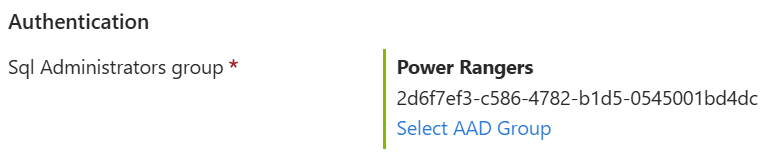 Authentication
Sql Administrators group *
Power Rangers
2d6f7ef3-c586-4782-b1d5-0545001bd4dc
Select AAD Group